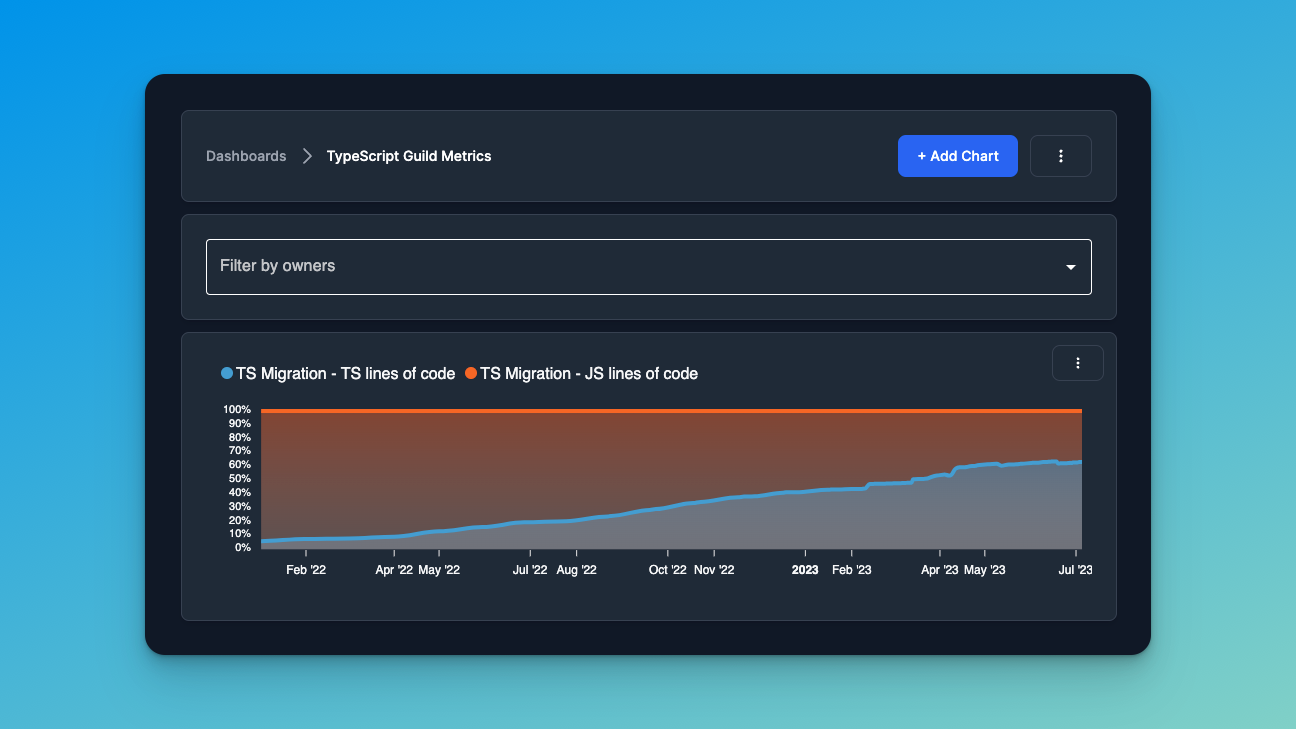 Dashboards TypeScript Guild Metrics + Add Chart
Filter by owners
TS Migration - TS lines of code TS Migration - JS lines of code
100%
90%
80%
70%
60%
50%
40%
30%
20%
10%
0%
Feb '22 Apr '22 May '22 Jul '22 Aug '22 Oct '22 Nov '22 2023 Feb '23 Apr '23 May '23 Jul '23